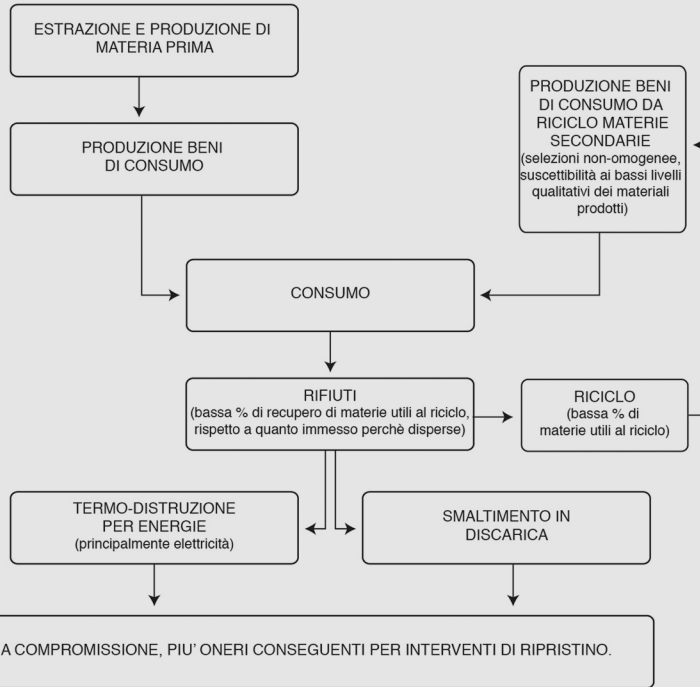 ESTRAZIONE E PRODUZIONE DI
MATERIA PRIMA
PRODUZIONE BENI
DI CONSUMO
PRODUZIONE BENI
DI CONSUMO DA
RICICLO MATERIE
SECONDARIE
(selezioni non-omogenee,
suscettibilità ai bassi livelli
qualitativi dei materiali
prodotti)
CONSUMO
RIFIUTI
(bassa % di recupero di materie utili al riciclo,
rispetto a quanto immesso perchè disperse)
RICICLO
(bassa % di
materie utili al riciclo)
TERMO-DISTRUZIONE
PER ENERGIE
(principalmente elettricità)
SMALTIMENTO IN
DISCARICA
A COMPROMISSIONE, PIU' ONERI CONSEGUENTI PER INTERVENTI DI RIPRISTINO.